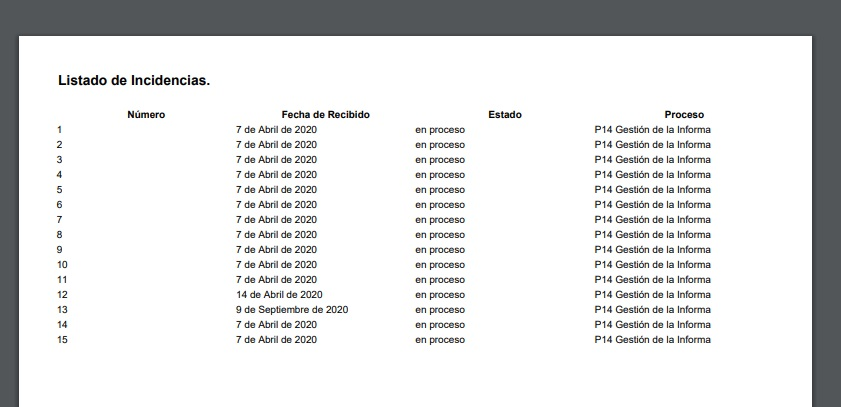 Listado de Incidencias.
Número Fecha de Recibido Estado Proceso
1 7 de Abril de 2020 en proceso P14 Gestión de la Informa
2 7 de Abril de 2020 en proceso P14 Gestión de la Informa
3 7 de Abril de 2020 en proceso P14 Gestión de la Informa
4 7 de Abril de 2020 en proceso P14 Gestión de la Informa
5 7 de Abril de 2020 en proceso P14 Gestión de la Informa
6 7 de Abril de 2020 en proceso P14 Gestión de la Informa
7 7 de Abril de 2020 en proceso P14 Gestión de la Informa
8 7 de Abril de 2020 en proceso P14 Gestión de la Informa
9 7 de Abril de 2020 en proceso P14 Gestión de la Informa
10 7 de Abril de 2020 en proceso P14 Gestión de la Informa
11 7 de Abril de 2020 en proceso P14 Gestión de la Informa
12 14 de Abril de 2020 en proceso P14 Gestión de la Informa
13 9 de Septiembre de 2020 en proceso P14 Gestión de la Informa
14 7 de Abril de 2020 en proceso P14 Gestión de la Informa
15 7 de Abril de 2020 en proceso P14 Gestión de la Informa